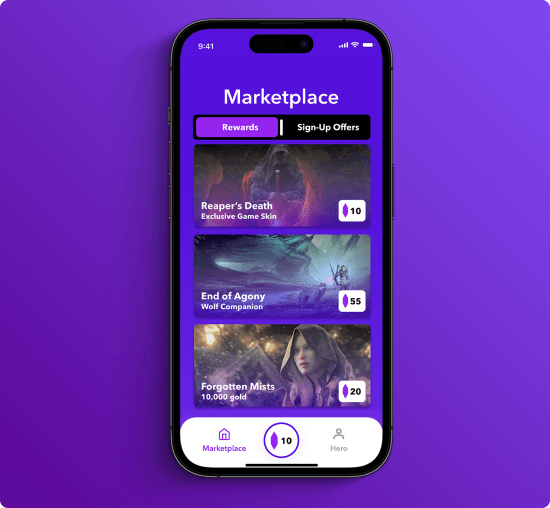 9:41
Marketplace
Rewards
Sign-Up Offers
Reaper's Death
Exclusive Game Skin
10
End of Agony
Wolf Companion
55
Forgotten Mists
10,000 gold
20
10
Marketplace
Hero